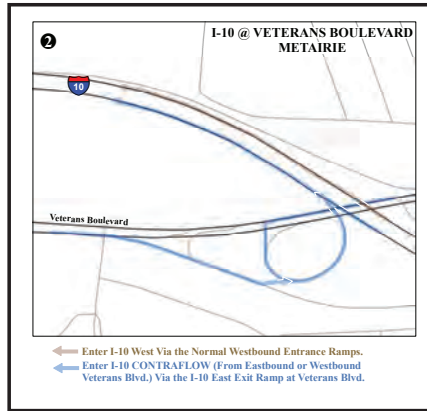 2
I-10 @ VETERANS BOULEVARD
METAIRIE
10
Veterans Boulevard
Enter I-10 West Via the Normal Westbound Entrance Ramps.
Enter I-10 CONTRAFLOW (From Eastbound or Westbound
Veterans Blvd.) Via the I-10 East Exit Ramp at Veterans Blvd.